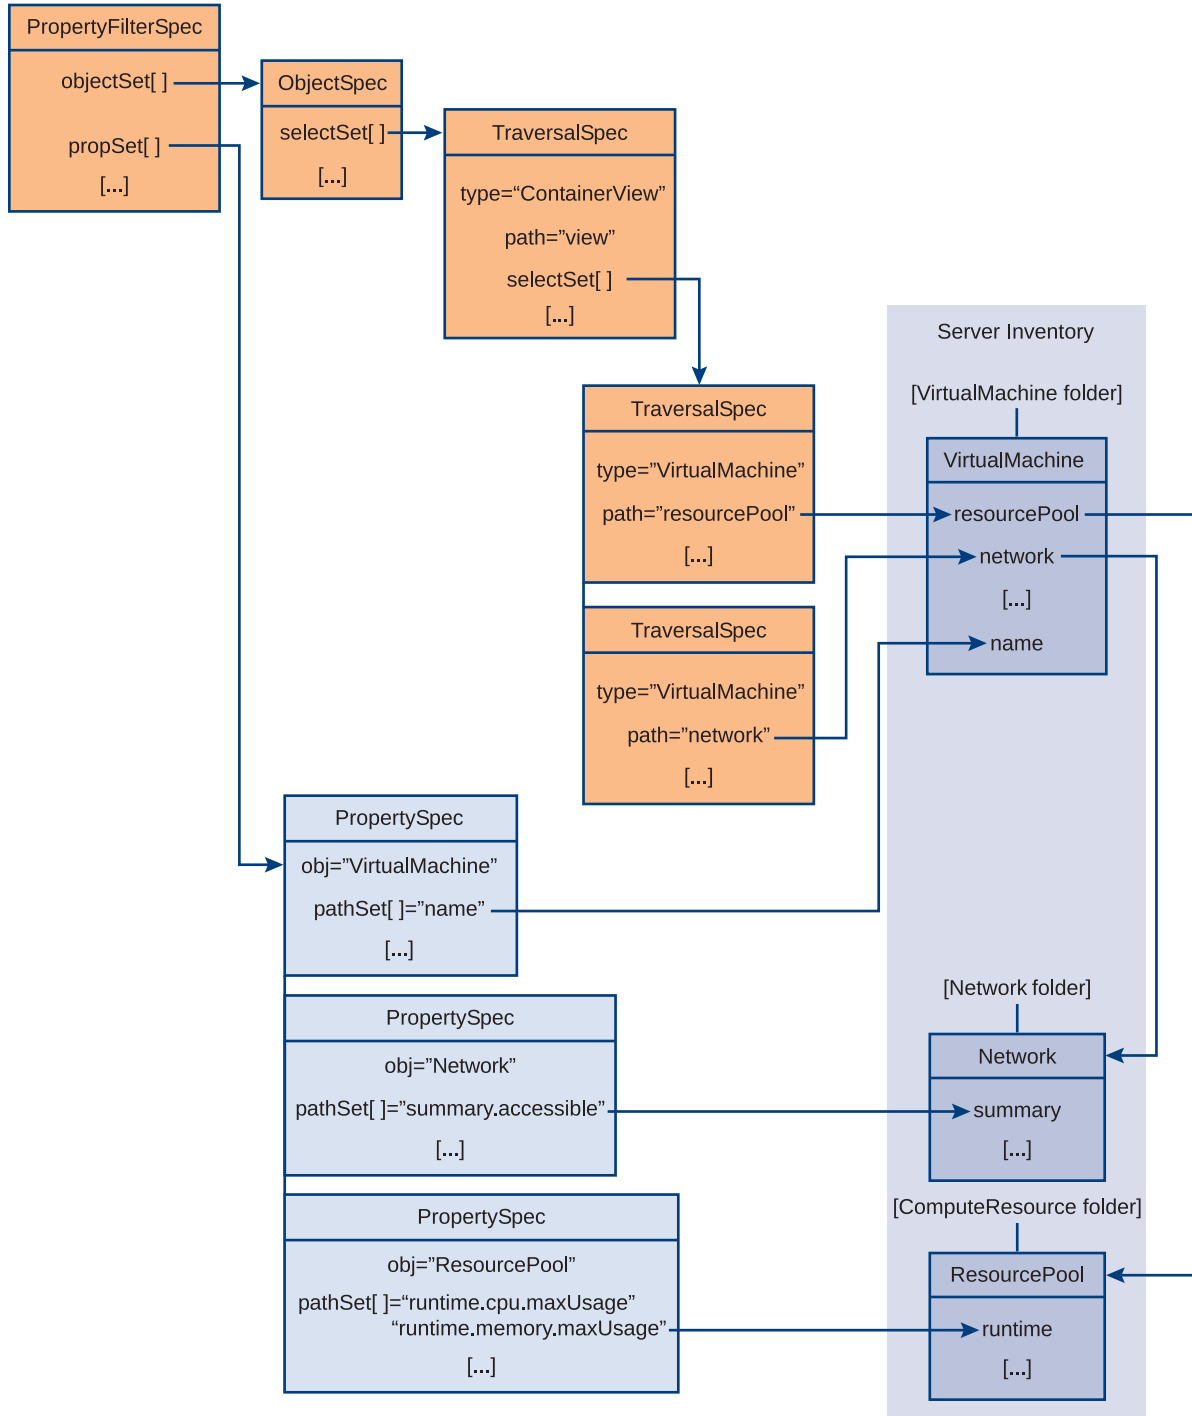 PropertyFilterSpec
objectSet[ ]
propSet[ ]
[...]
ObjectSpec
selectSet[ ]
[...]
TraversalSpec
type=“ContainerView”
path=”view”
selectSet[ ]
[...]
TraversalSpec
type=”VirtualMachine”
path=”resourcePool”
[...]
TraversalSpec
type=”VirtualMachine”
path=”network”
[...]
PropertySpec
obj=”VirtualMachine”
pathSet[ ]=”name”
[...]
PropertySpec
obj=”Network”
pathSet[ ]=”summary.accessible”
[...]
PropertySpec
obj=”ResourcePool”
pathSet[ ]=“runtime.cpu.maxUsage”
“runtime.memory.maxUsage”
[...]
Server Inventory
[VirtualMachine folder]
VirtualMachine
resourcePool
network
[...]
name
[Network folder]
Network
summary
[...]
[ComputeResource folder]
ResourcePool
runtime
[...]